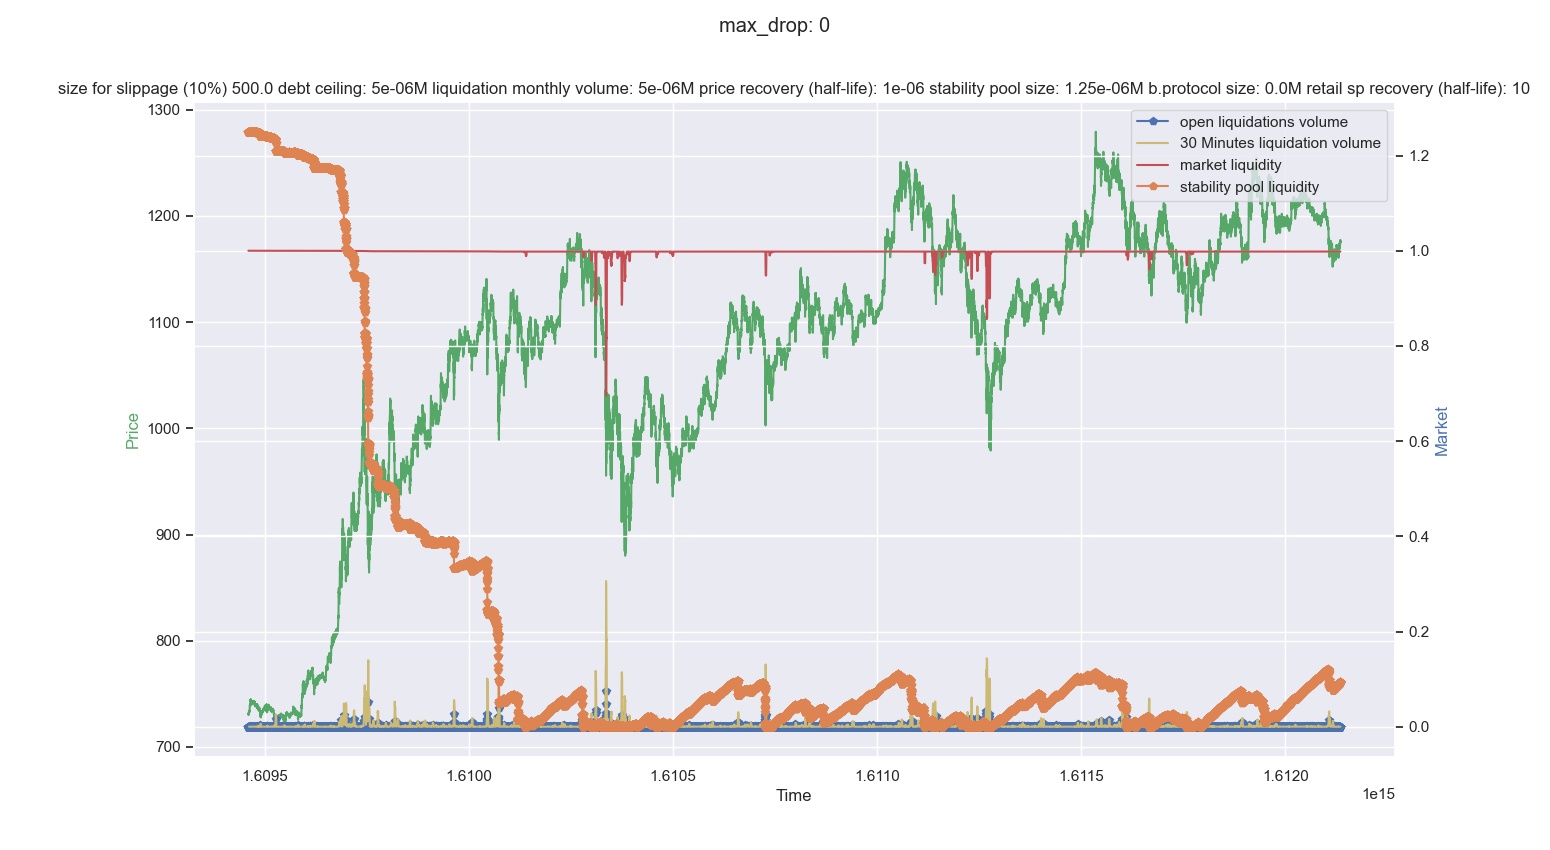 max_drop: 0
size for slippage (10%) 500.0 debt ceiling: 5e-06M liquidation monthly volume: 5e-06M price recovery (half-life): 1e-06 stability pool size: 1.25e-06M b.protocol size: 0.0M retail sp recovery (half-life): 10
open liquidations volume
30 Minutes liquidation volume
market liquidity
stability pool liquidity
1300
1200
1100
1000
900
800
700
Price
1.2
1.0
0.8
0.6
0.4
0.2
0.0
Market
1.6095 1.6100 1.6105 1.6110 1.6115 1.6120
Time
1e15